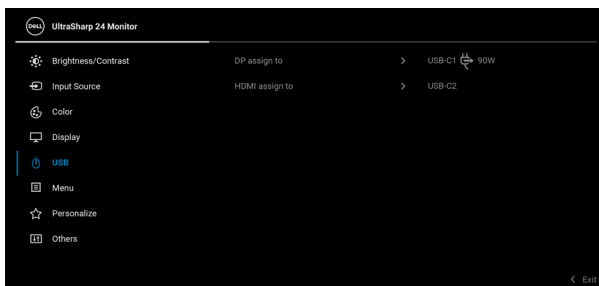 DELL UltraSharp 24 Monitor
Brightness/Contrast DP assign to > USB-C1 90W
Input Source HDMI assign to > USB-C2
Color
Display
USB
Menu
Personalize
Others
< Exit